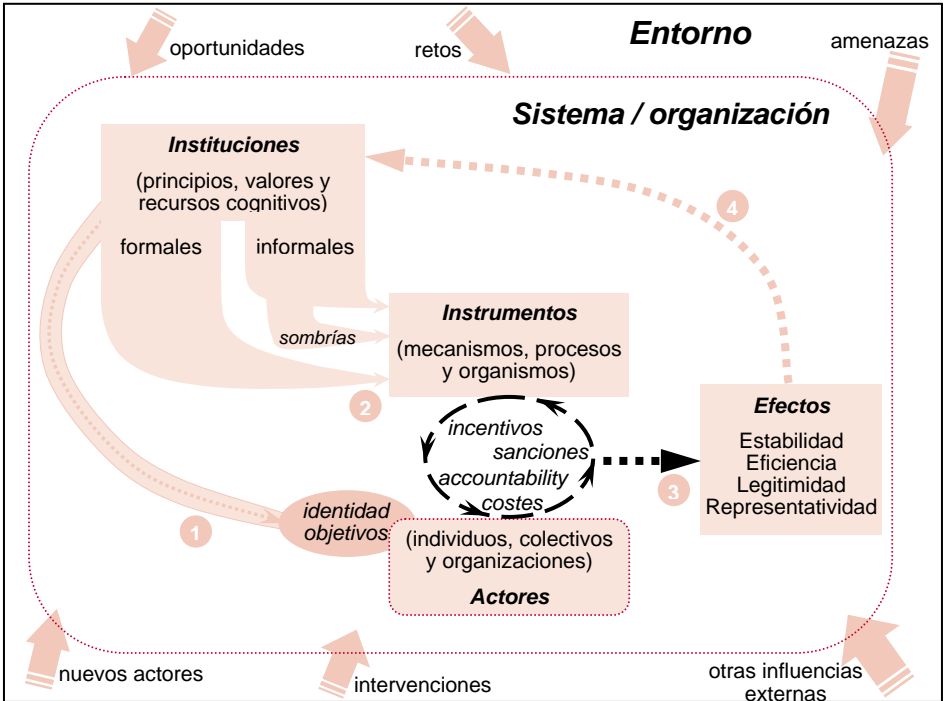 Entorno
oportunidades
retos
amenazas
Sistema / organización
Instituciones
(principios, valores y
recursos cognitivos)
formales
informales
4
sombrías
Instrumentos
(mecanismos, procesos
y organismos)
2
incentivos
sanciones
accountability
costes
3
Efectos
Estabilidad
Eficiencia
Legitimidad
Representatividad
1
identidad
objetivos
(individuos, colectivos
y organizaciones)
Actores
nuevos actores
intervenciones
otras influencias
externas